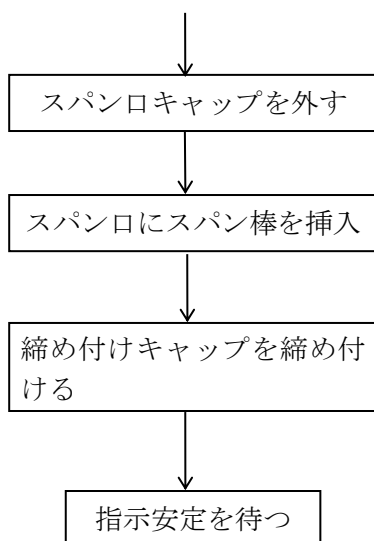 スパン口キャップを外す
スパン口にスパン棒を挿入
締め付けキャップを締め付
ける
指示安定を待つ